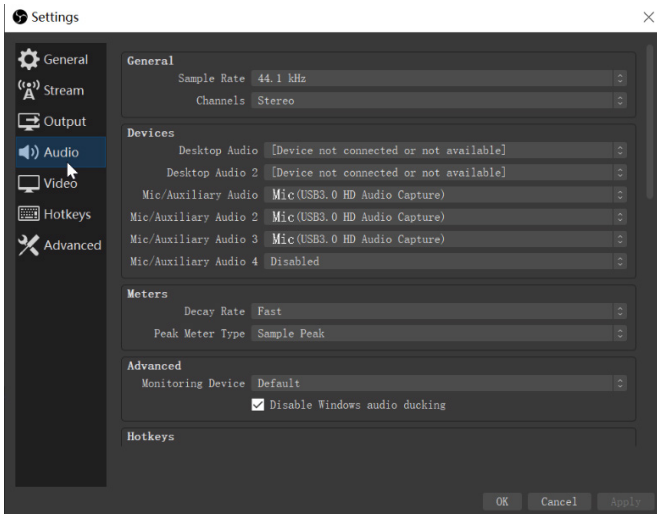 Settings
General
Stream
Output
Audio
Video
Hotkeys
Advanced
General
Sample Rate 44.1 kHz
Channels Stereo
Devices
Desktop Audio [Device not connected or not available]
Desktop Audio 2 [Device not connected or not available]
Mic/Auxiliary Audio Mic(USB3.0 HD Audio Capture)
Mic/Auxiliary Audio 2 Mic(USB3.0 HD Audio Capture)
Mic/Auxiliary Audio 3 Mic(USB3.0 HD Audio Capture)
Mic/Auxiliary Audio 4 Disabled
Meters
Decay Rate Fast
Peak Meter Type Sample Peak
Advanced
Monitoring Device Default
Disable Windows audio ducking
Hotkeys
OK Cancel Apply